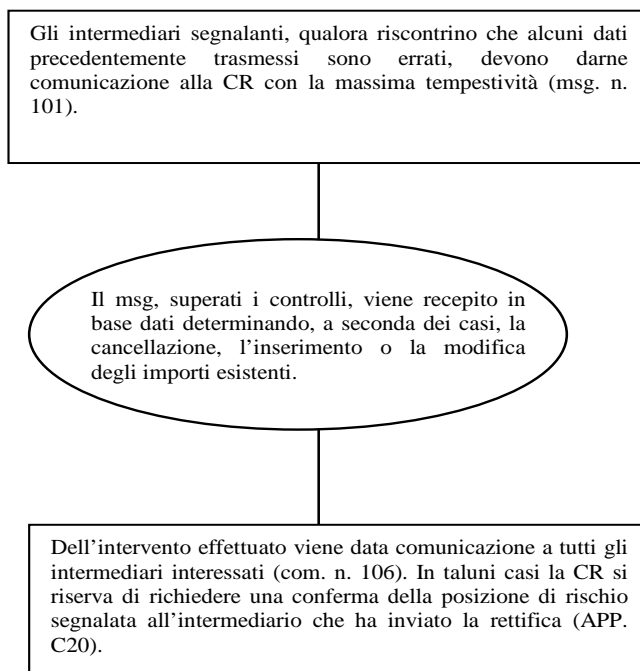 Gli intermediari segnalanti, qualora riscontrino che alcuni dati
precedentemente trasmessi sono errati, devono darne
comunicazione alla CR con la massima tempestività (msg. n.
101).
Il msg, superati i controlli, viene recepito in
base dati determinando, a seconda dei casi, la
cancellazione, l’inserimento o la modifica
degli importi esistenti.
Dell’intervento effettuato viene data comunicazione a tutti gli
intermediari interessati (com. n. 106). In taluni casi la CR si
riserva di richiedere una conferma della posizione di rischio
segnalata all’intermediario che ha inviato la rettifica (APP.
C20).